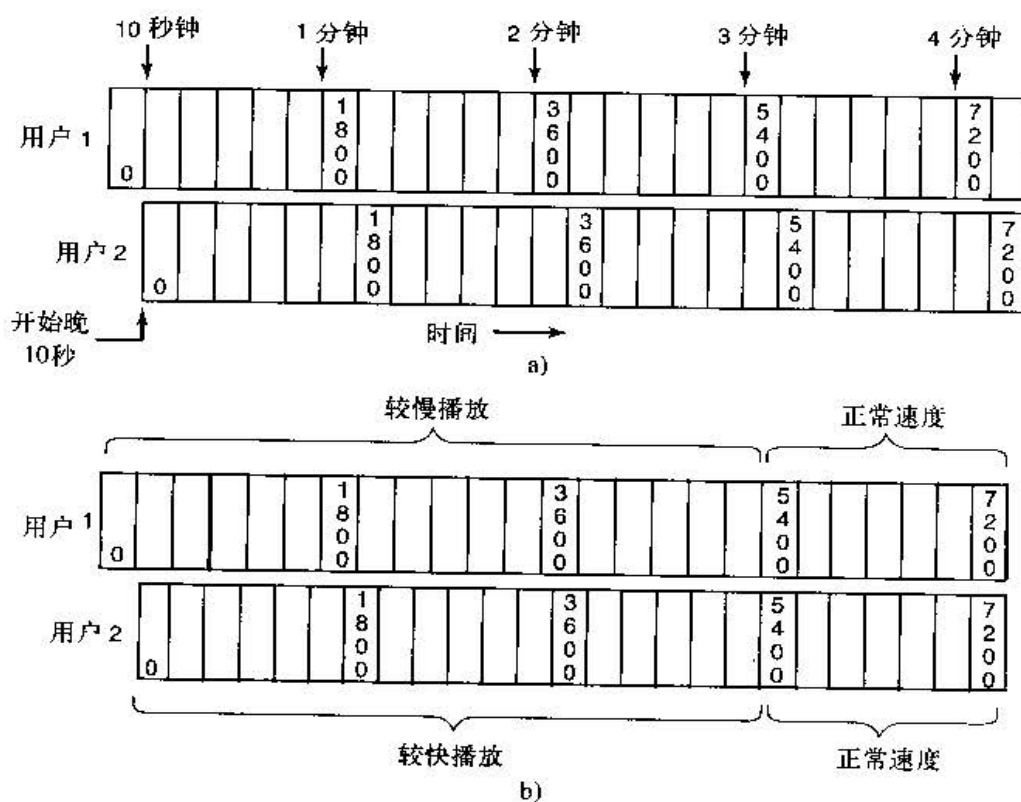 10 秒钟 1 分钟 2 分钟 3 分钟 4 分钟
用户 1 0 1800 3600 5400 7200
用户 2 0 1800 3600 5400 7200
开始晚
10秒
时间
a)
较慢播放 正常速度
用户 1 0 1800 3600 5400 7200
用户 2 0 1800 3600 5400 7200
较快播放 正常速度
b)